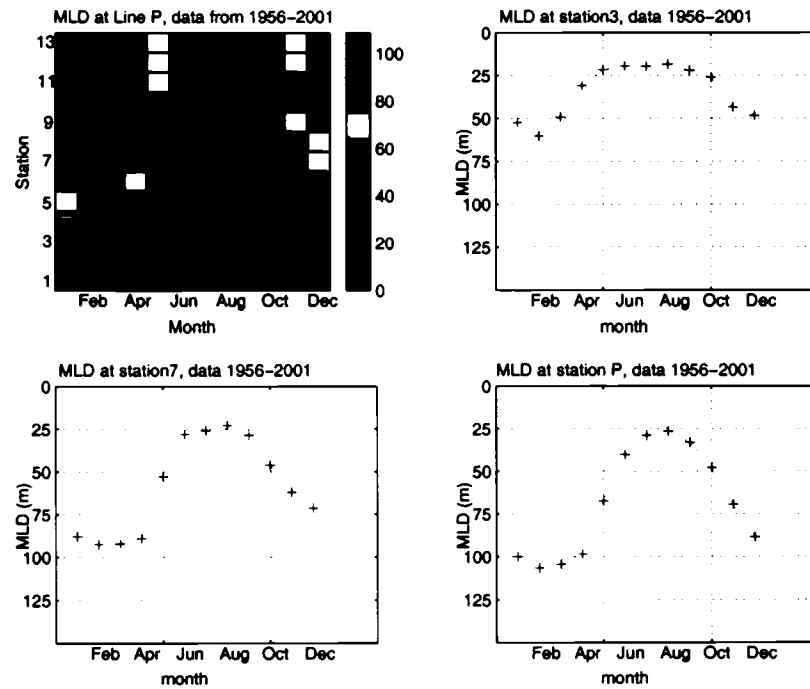 MLD at Line P, data from 1956-2001
13
11
9
7
5
3
1
Station
100
80
60
40
20
0
Feb Apr Jun Aug Oct Dec
Month
MLD at station3, data 1956-2001
0
25
50
75
100
125
MLD (m)
Feb Apr Jun Aug Oct Dec
month
MLD at station7, data 1956-2001
0
25
50
75
100
125
MLD (m)
Feb Apr Jun Aug Oct Dec
month
MLD at station P, data 1956-2001
0
25
50
75
100
125
MLD (m)
Feb Apr Jun Aug Oct Dec
month